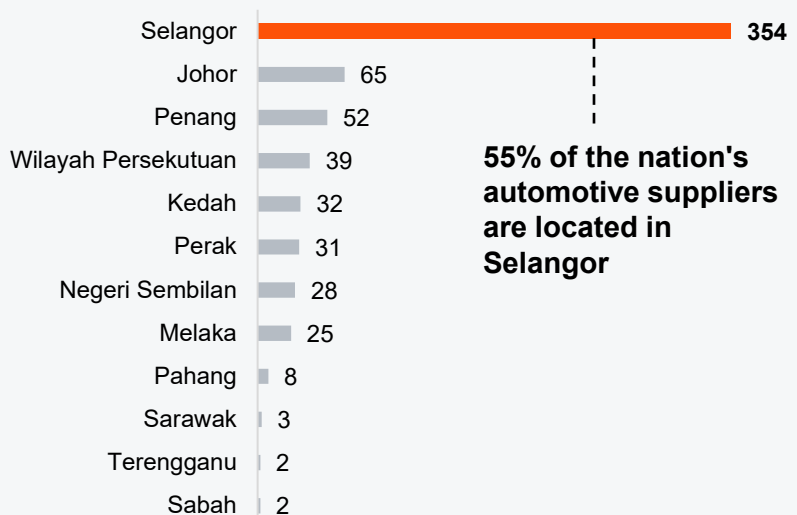 Selangor 354
Johor 65
Penang 52
Wilayah Persekutuan 39
55% of the nation's
automotive suppliers
are located in
Selangor
Kedah 32
Perak 31
Negeri Sembilan 28
Melaka 25
Pahang 8
Sarawak 3
Terengganu 2
Sabah 2